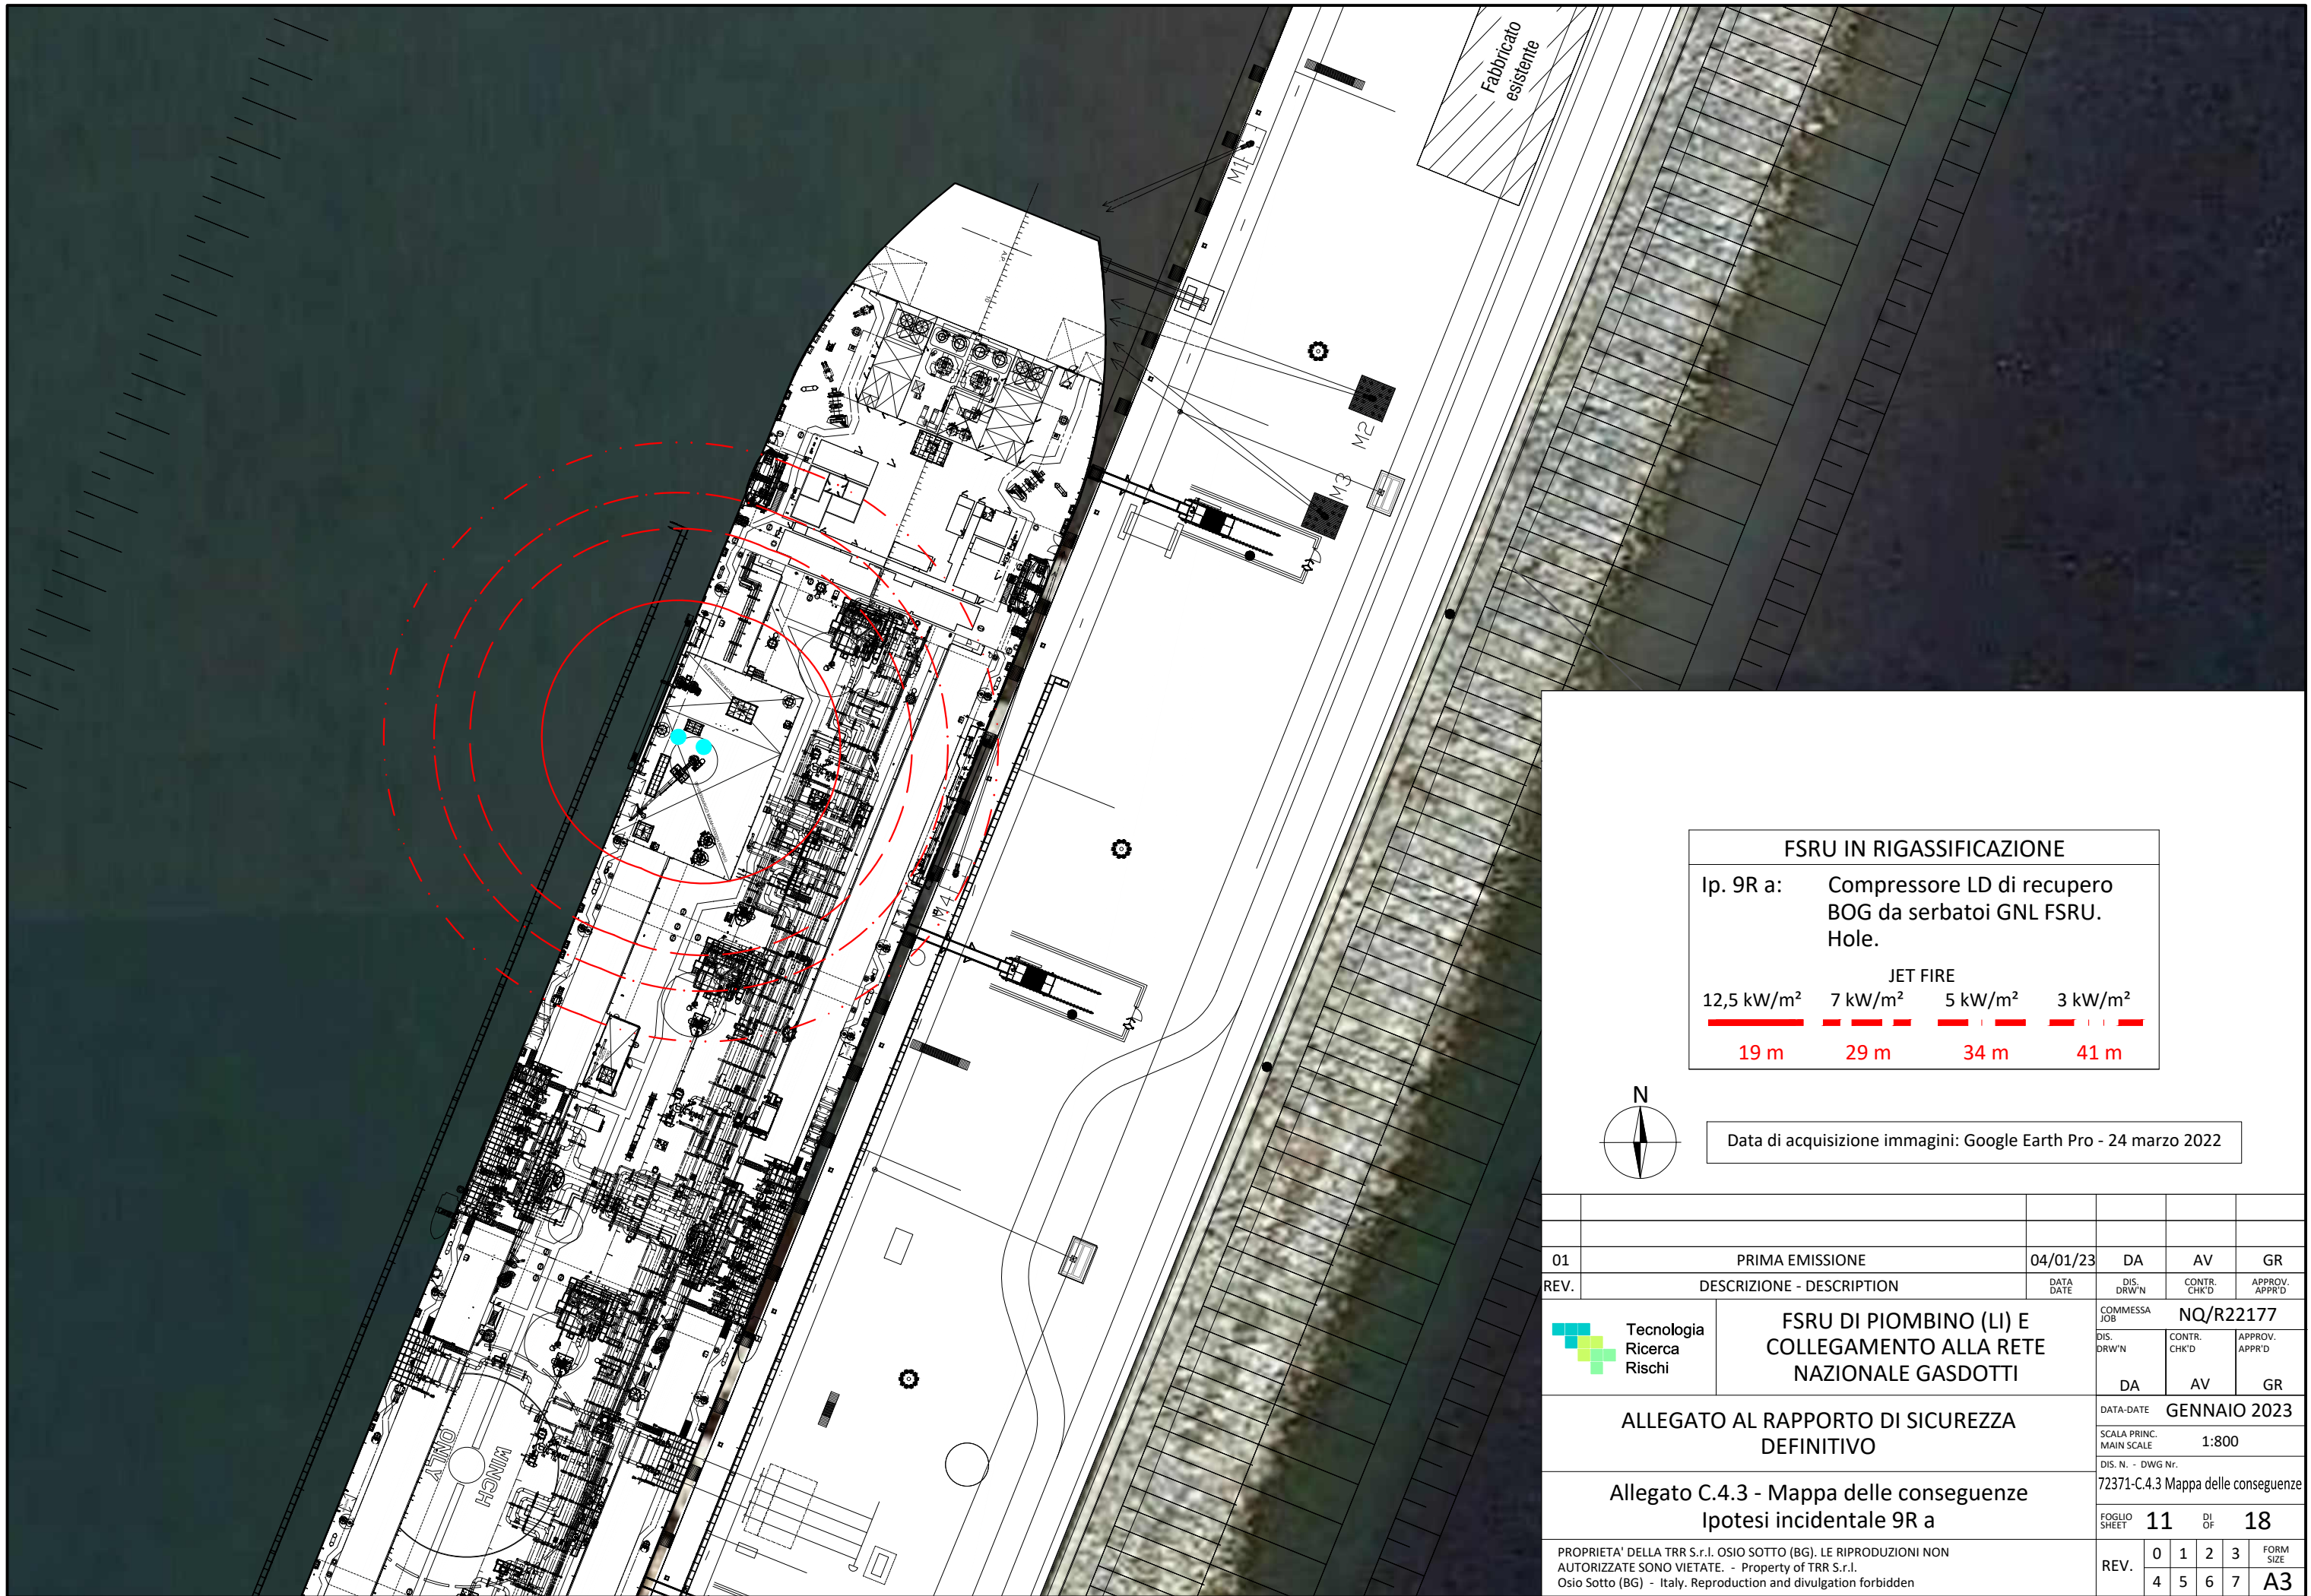 Fabbricato
esistente
M1
M2
M3
M4
WINCH
ONLY
FSRU IN RIGASSIFICAZIONE
Ip. 9R a: Compressore LD di recupero
BOG da serbatoi GNL FSRU.
Hole.
JET FIRE
12,5 kW/m² 7 kW/m² 5 kW/m² 3 kW/m²
19 m 29 m 34 m 41 m
N
Data di acquisizione immagini: Google Earth Pro - 24 marzo 2022
01 PRIMA EMISSIONE 04/01/23 DA AV GR
REV. DESCRIZIONE - DESCRIPTION DATA DIS. CONTR. APPROV.
DATE DRW'N CHK'D APPR'D
Tecnologia
Ricerca
Rischi
FSRU DI PIOMBINO (LI) E
COLLEGAMENTO ALLA RETE
NAZIONALE GASDOTTI
COMMESSA
JOB
NQ/R22177
DIS. CONTR. APPROV.
DRW'N CHK'D APPR'D
DA AV GR
ALLEGATO AL RAPPORTO DI SICUREZZA
DEFINITIVO
DATA-DATE GENNAIO 2023
SCALA PRINC.
MAIN SCALE
1:800
DIS. N. - DWG Nr.
72371-C.4.3 Mappa delle conseguenze
Allegato C.4.3 - Mappa delle conseguenze
Ipotesi incidentale 9R a
FOGLIO
SHEET
11
DI
OF
18
PROPRIETA' DELLA TRR S.r.l. OSIO SOTTO (BG). LE RIPRODUZIONI NON
AUTORIZZATE SONO VIETATE. - Property of TRR S.r.l.
Osio Sotto (BG) - Italy. Reproduction and divulgation forbidden
REV.
0 1 2 3
4 5 6 7
FORM
SIZE
A3